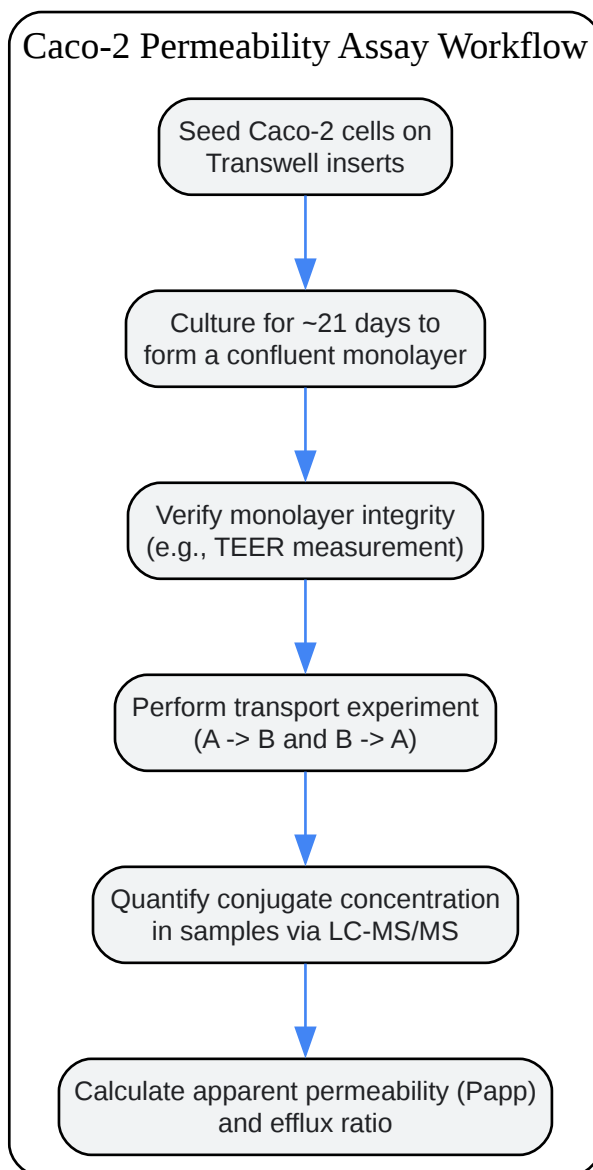 Caco-2 Permeability Assay Workflow
Seed Caco-2 cells on
Transwell inserts
Culture for ~21 days to
form a confluent monolayer
Verify monolayer integrity
(e.g., TEER measurement)
Perform transport experiment
(A -> B and B -> A)
Quantify conjugate concentration
in samples via LC-MS/MS
Calculate apparent permeability (Papp)
and efflux ratio